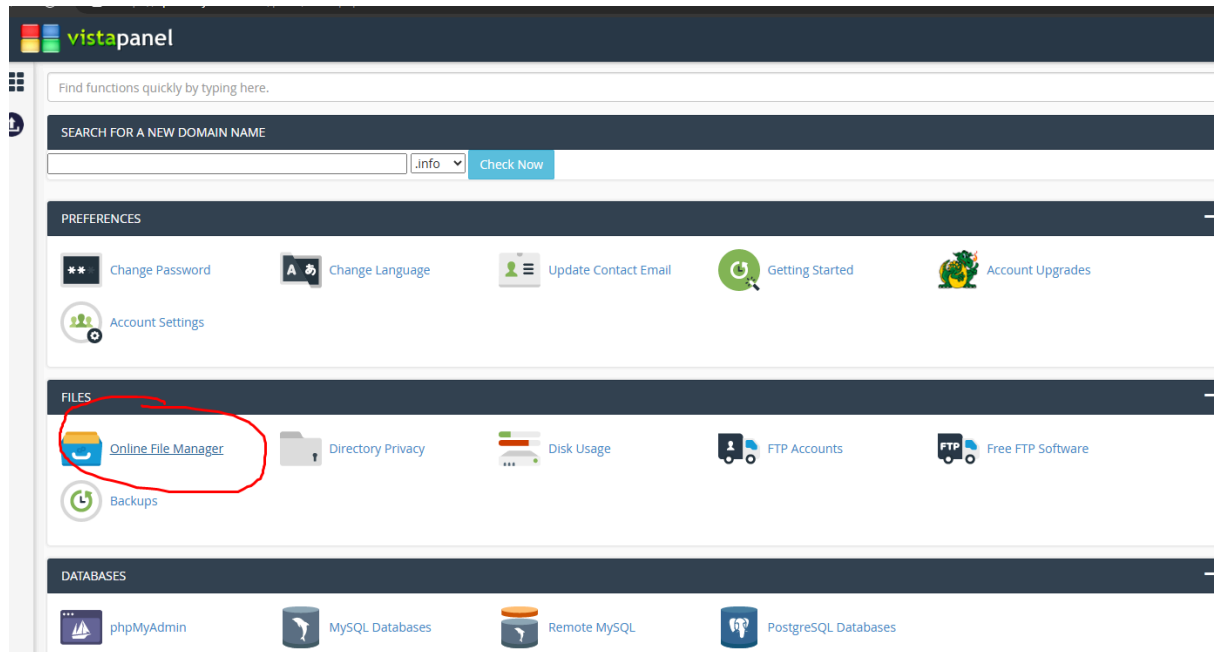 vistapanel
Find functions quickly by typing here.
SEARCH FOR A NEW DOMAIN NAME
.info Check Now
PREFERENCES
Change Password Change Language Update Contact Email Getting Started Account Upgrades
Account Settings
FILES
Online File Manager Directory Privacy Disk Usage FTP Accounts Free FTP Software
Backups
DATABASES
phpMyAdmin MySQL Databases Remote MySQL PostgreSQL Databases